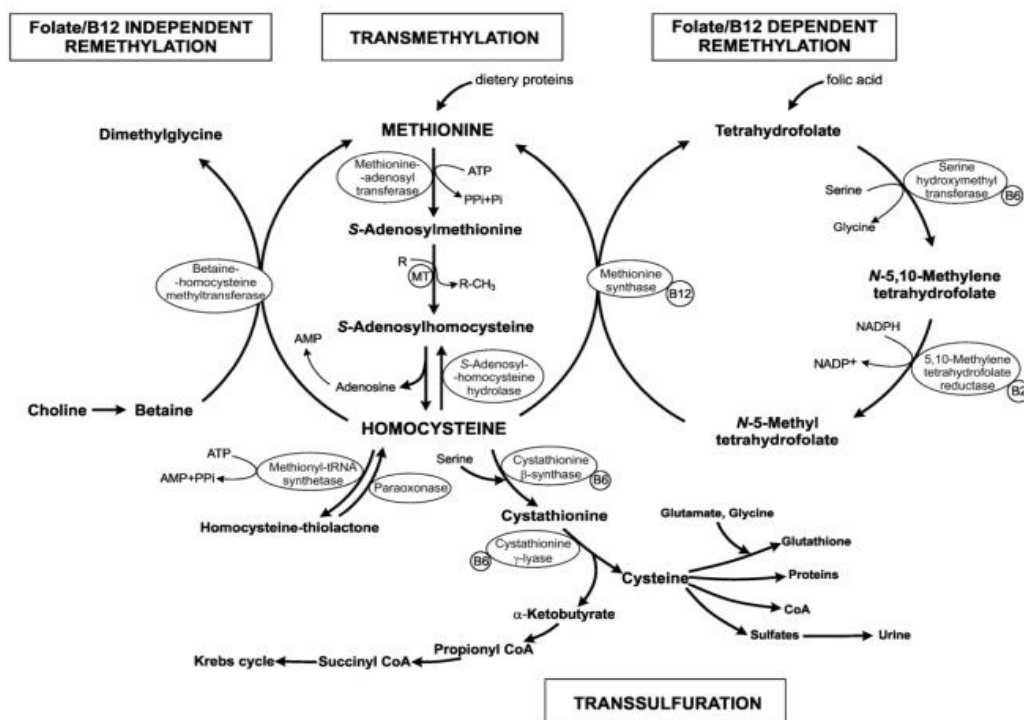 Folate/B12 INDEPENDENT
REMETHYLATION
TRANSMETHYLATION
Folate/B12 DEPENDENT
REMETHYLATION
dietery proteins
folic acid
Dimethylglycine
METHIONINE
Tetrahydrofolate
Methionine-
-adenosyl
transferase
ATP
PPi+Pi
Serine
hydroxymethyl
transferase
B6
Serine
Glycine
S-Adenosylmethionine
Betaine-
-homocysteine
methyltransferase
R
MT
R-CH3
Methionine
synthase
B12
N-5,10-Methylene
tetrahydrofolate
S-Adenosylhomocysteine
NADPH
NADP+
5,10-Methylene
tetrahydrofolate
reductase
B2
AMP
Adenosine
S-Adenosyl-
-homocysteine
hydrolase
Choline
Betaine
HOMOCYSTEINE
N-5-Methyl
tetrahydrofolate
ATP
AMP+PPi
Methionyl-tRNA
synthetase
Paraoxonase
Serine
Cystathionine
β-synthase
B6
Homocysteine-thiolactone
Cystathionine
Glutamate, Glycine
Glutathione
B6
Cystathionine
γ-lyase
Cysteine
Proteins
CoA
α-Ketobutyrate
Sulfates
Urine
Propionyl CoA
Succinyl CoA
Krebs cycle
TRANSSULFURATION